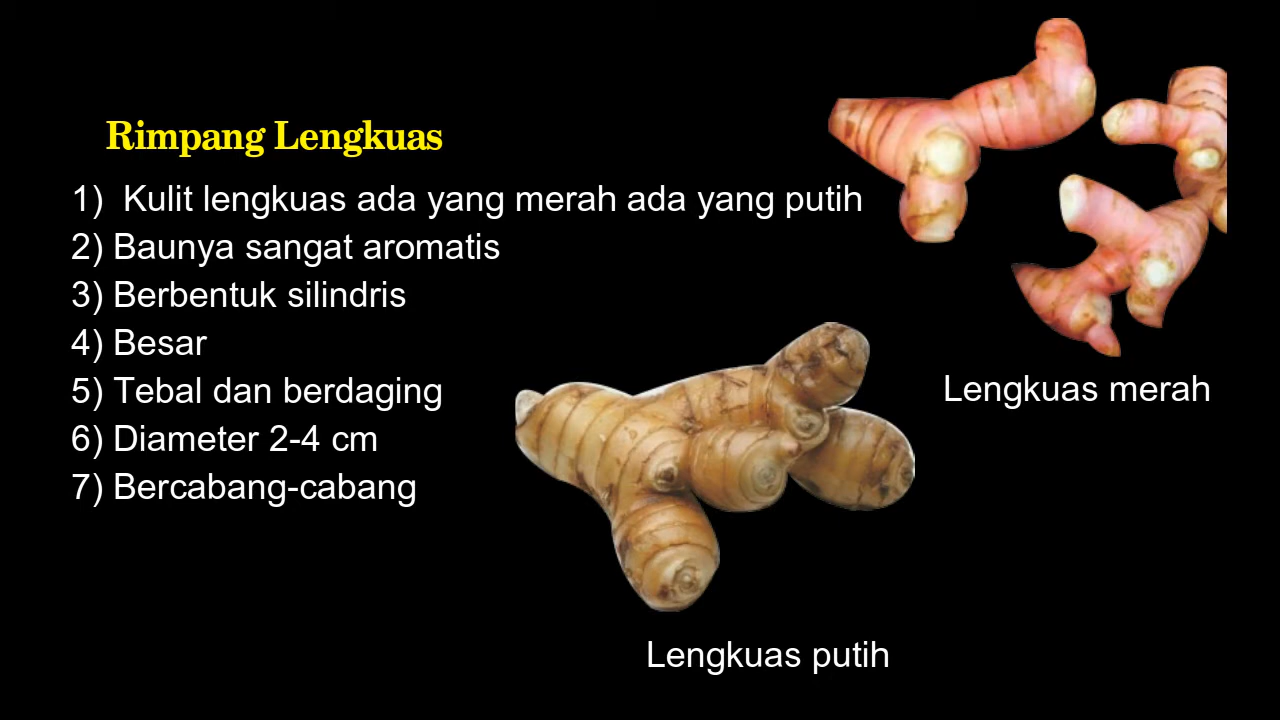 Rimpang Lengkuas
1) Kulit lengkuas ada yang merah ada yang putih
2) Baunya sangat aromatis
3) Berbentuk silindris
4) Besar
5) Tebal dan berdaging
6) Diameter 2-4 cm
7) Bercabang-cabang
Lengkuas merah
Lengkuas putih